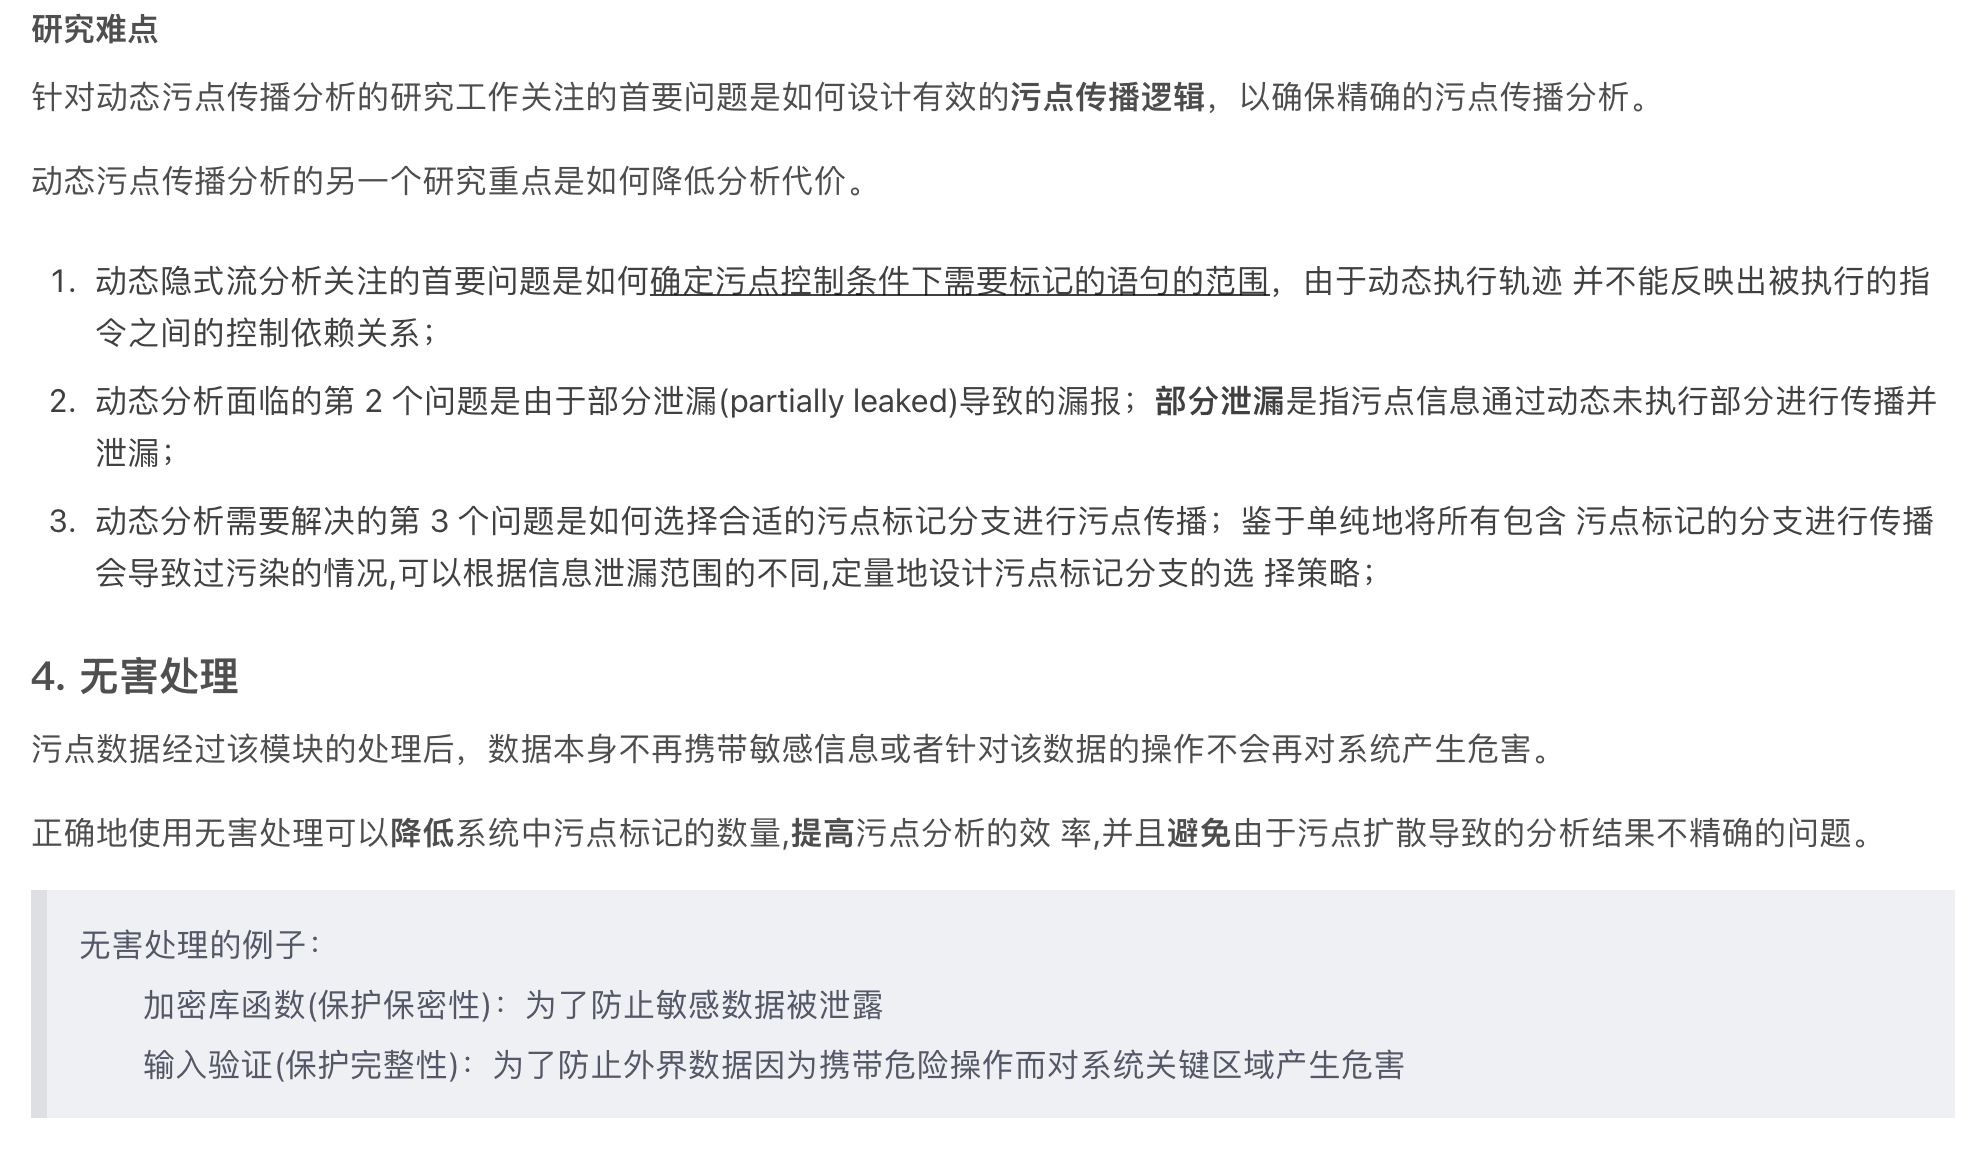 研究难点
针对动态污点传播分析的研究工作关注的首要问题是如何设计有效的污点传播逻辑，以确保精确的污点传播分析。
动态污点传播分析的另一个研究重点是如何降低分析代价。
1. 动态隐式流分析关注的首要问题是如何确定污点控制条件下需要标记的语句的范围，由于动态执行轨迹 并不能反映出被执行的指
令之间的控制依赖关系；
2. 动态分析面临的第 2 个问题是由于部分泄漏(partially leaked)导致的漏报；部分泄漏是指污点信息通过动态未执行部分进行传播并
泄漏；
3. 动态分析需要解决的第 3 个问题是如何选择合适的污点标记分支进行污点传播；鉴于单纯地将所有包含 污点标记的分支进行传播
会导致过污染的情况,可以根据信息泄漏范围的不同,定量地设计污点标记分支的选 择策略；
4. 无害处理
污点数据经过该模块的处理后，数据本身不再携带敏感信息或者针对该数据的操作不会再对系统产生危害。
正确地使用无害处理可以降低系统中污点标记的数量,提高污点分析的效 率,并且避免由于污点扩散导致的分析结果不精确的问题。
无害处理的例子：
加密库函数(保护保密性)：为了防止敏感数据被泄露
输入验证(保护完整性)：为了防止外界数据因为携带危险操作而对系统关键区域产生危害